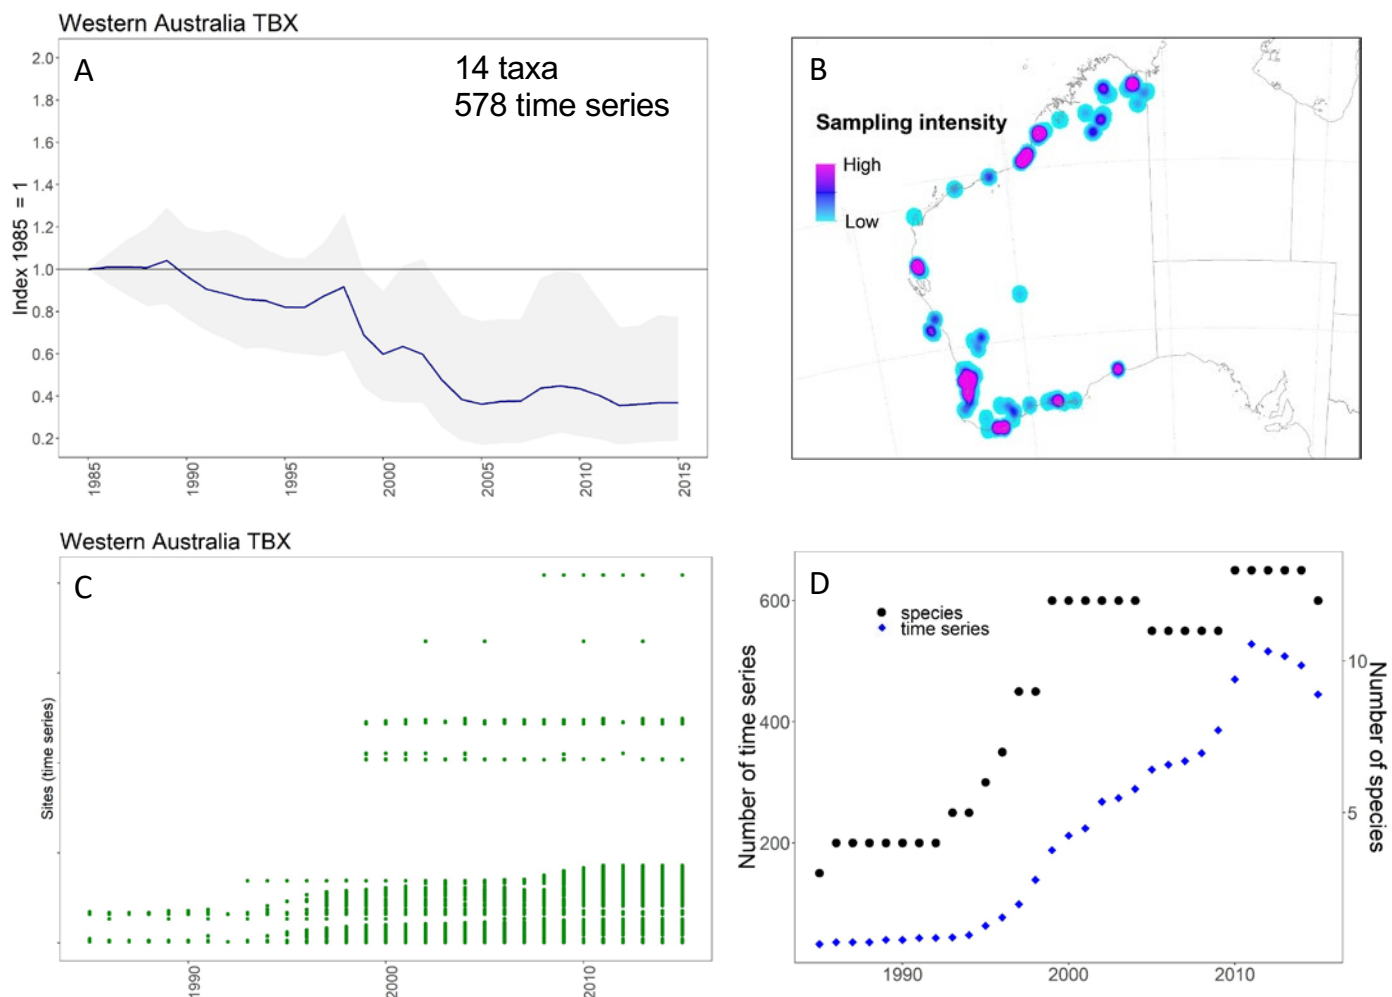 Western Australia TBX
A
14 taxa
578 time series
Index 1985 = 1
2.0
1.8
1.6
1.4
1.2
1.0
0.8
0.6
0.4
0.2
1985
1990
1995
2000
2005
2010
2015
B
Sampling intensity
High
Low
Western Australia TBX
C
Sites (time series)
1990
2000
2010
D
species
time series
Number of time series
600
400
200
Number of species
10
5
1990
2000
2010